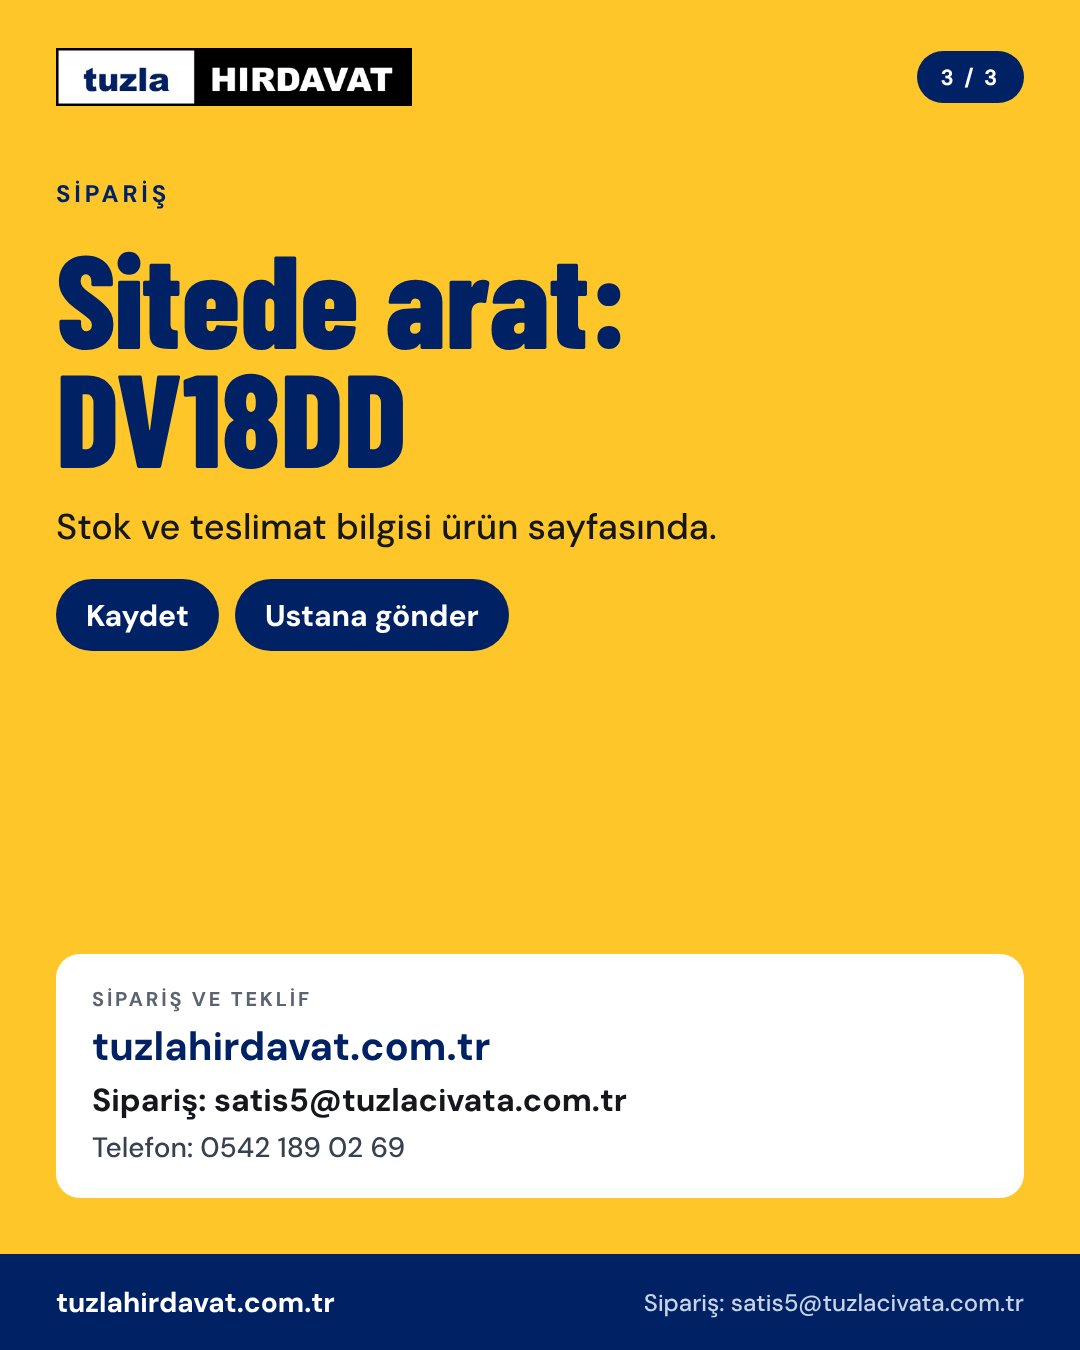 tuzla HIRDAVAT
3 / 3
SİPARİŞ
Sitede arat:
DV18DD
Stok ve teslimat bilgisi ürün sayfasında.
Kaydet Ustana gönder
SİPARİŞ VE TEKLİF
tuzlahirdavat.com.tr
Sipariş: satis5@tuzlacivata.com.tr
Telefon: 0542 189 02 69
tuzlahirdavat.com.tr Sipariş: satis5@tuzlacivata.com.tr